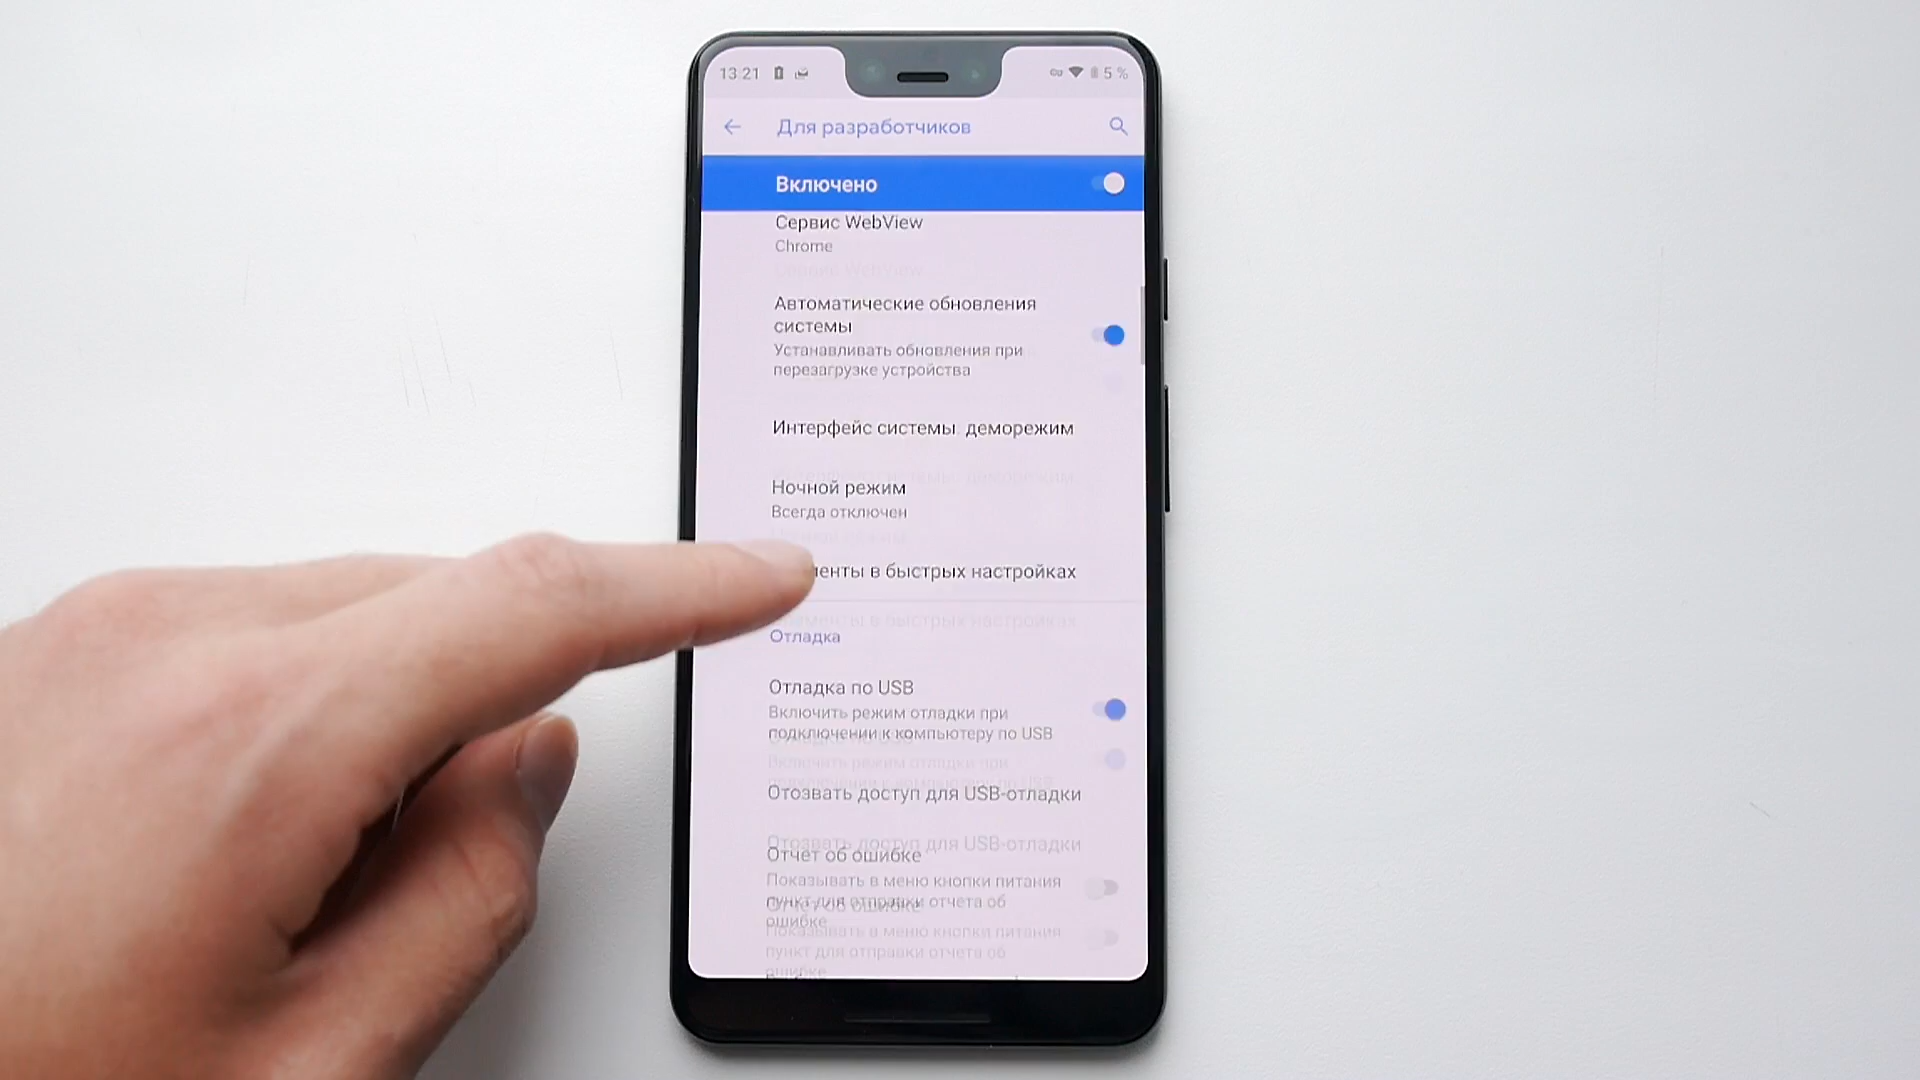 13:21
5 %
Для разработчиков
Включено
Сервис WebView
Chrome
Автоматические обновления
системы
Устанавливать обновления при
перезагрузке устройства
Интерфейс системы: деморежим
Ночной режим
Всегда отключен
в быстрых настройках
Отладка
Отладка по USB
Включить режим отладки при
подключении к компьютеру по USB
Отозвать доступ для USB-отладки
Отчет об ошибке
Показывать в меню кнопки питания
пункт для отправки отчета об
ошибке